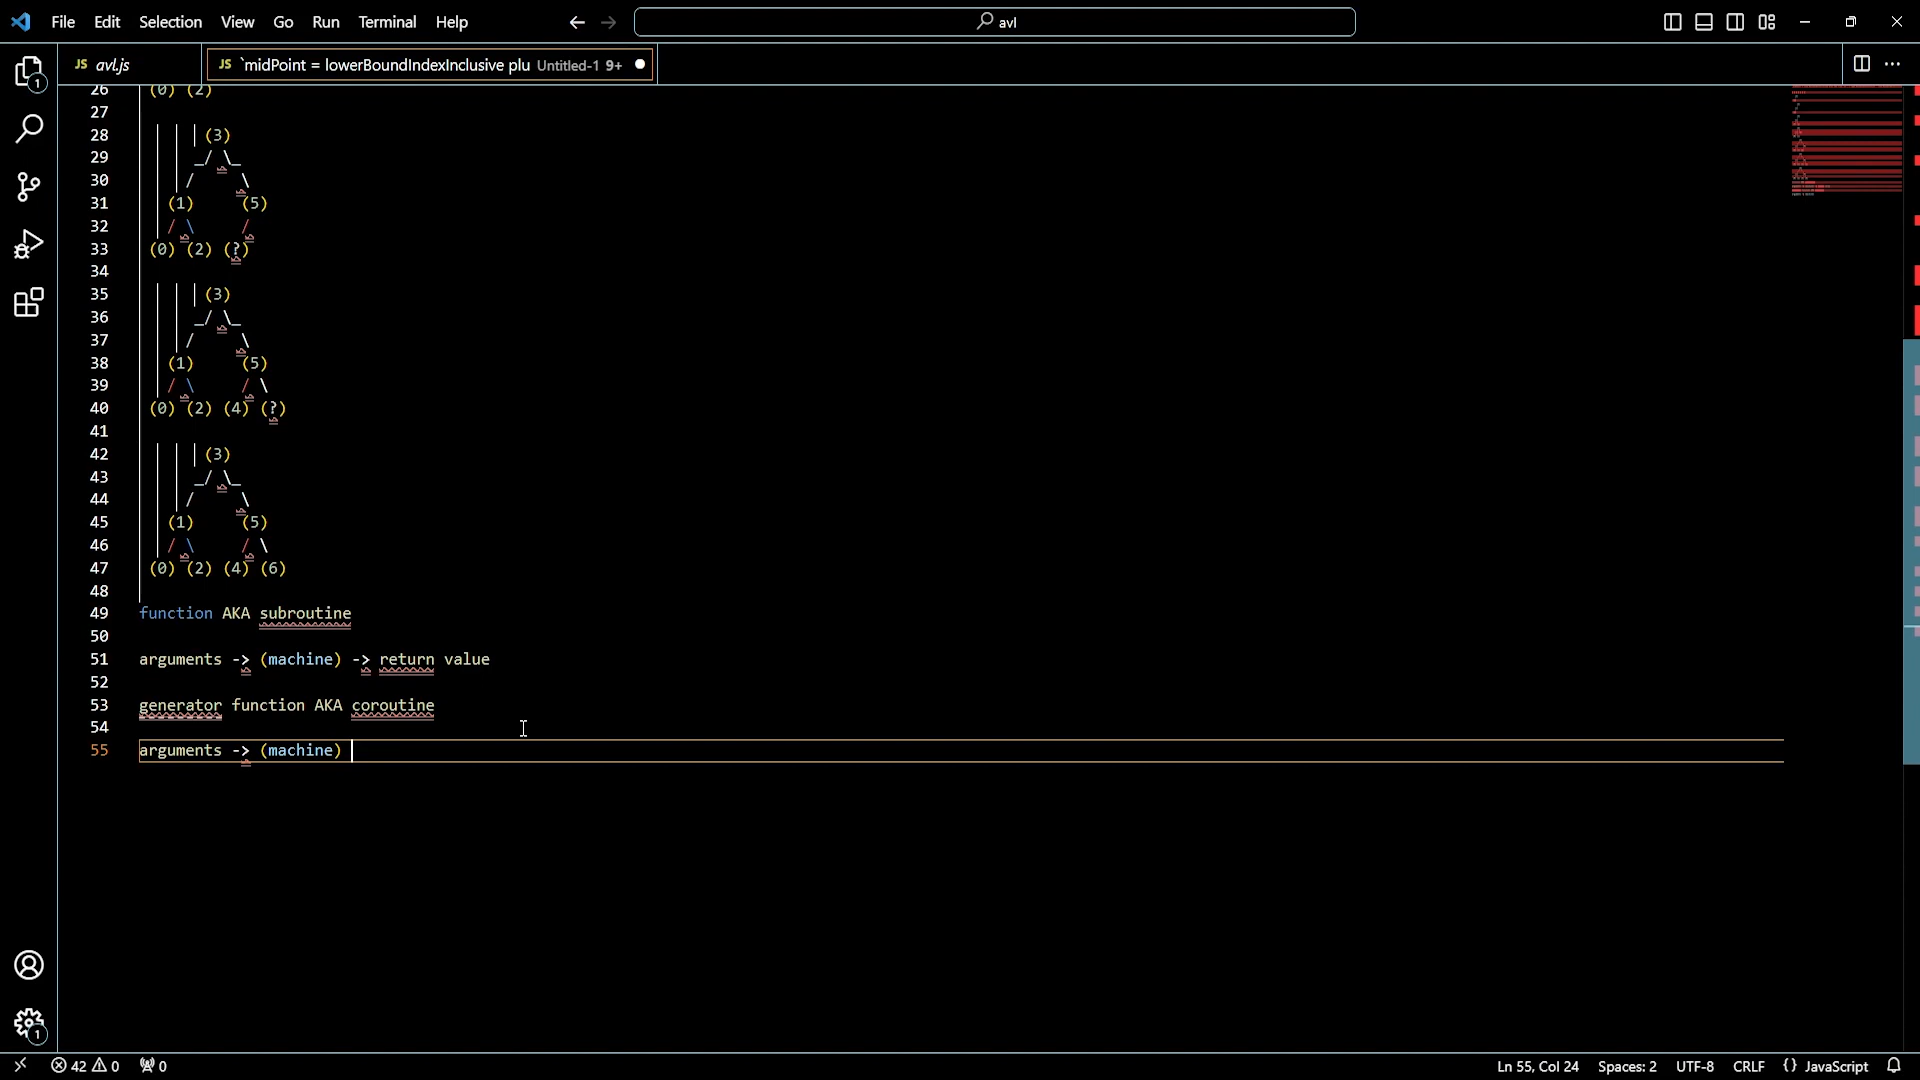 File Edit Selection View Go Run Terminal Help
avl
JS avl.js
JS `midPoint = lowerBoundIndexInclusive plu Untitled-1 9+
1
26 (0) (2)
27
28 | | | (3)
29 _/ \_
30 / \
31 (1) (5)
32 / \ /
33 (0) (2) (?)
34
35 | | | (3)
36 _/ \_
37 / \
38 (1) (5)
39 / \ / \
40 (0) (2) (4) (?)
41
42 | | | (3)
43 _/ \_
44 / \
45 (1) (5)
46 / \ / \
47 (0) (2) (4) (6)
48
49 function AKA subroutine
50
51 arguments -> (machine) -> return value
52
53 generator function AKA coroutine
54
55 arguments -> (machine)
1
42 0 0 Ln 55, Col 24 Spaces: 2 UTF-8 CRLF {} JavaScript